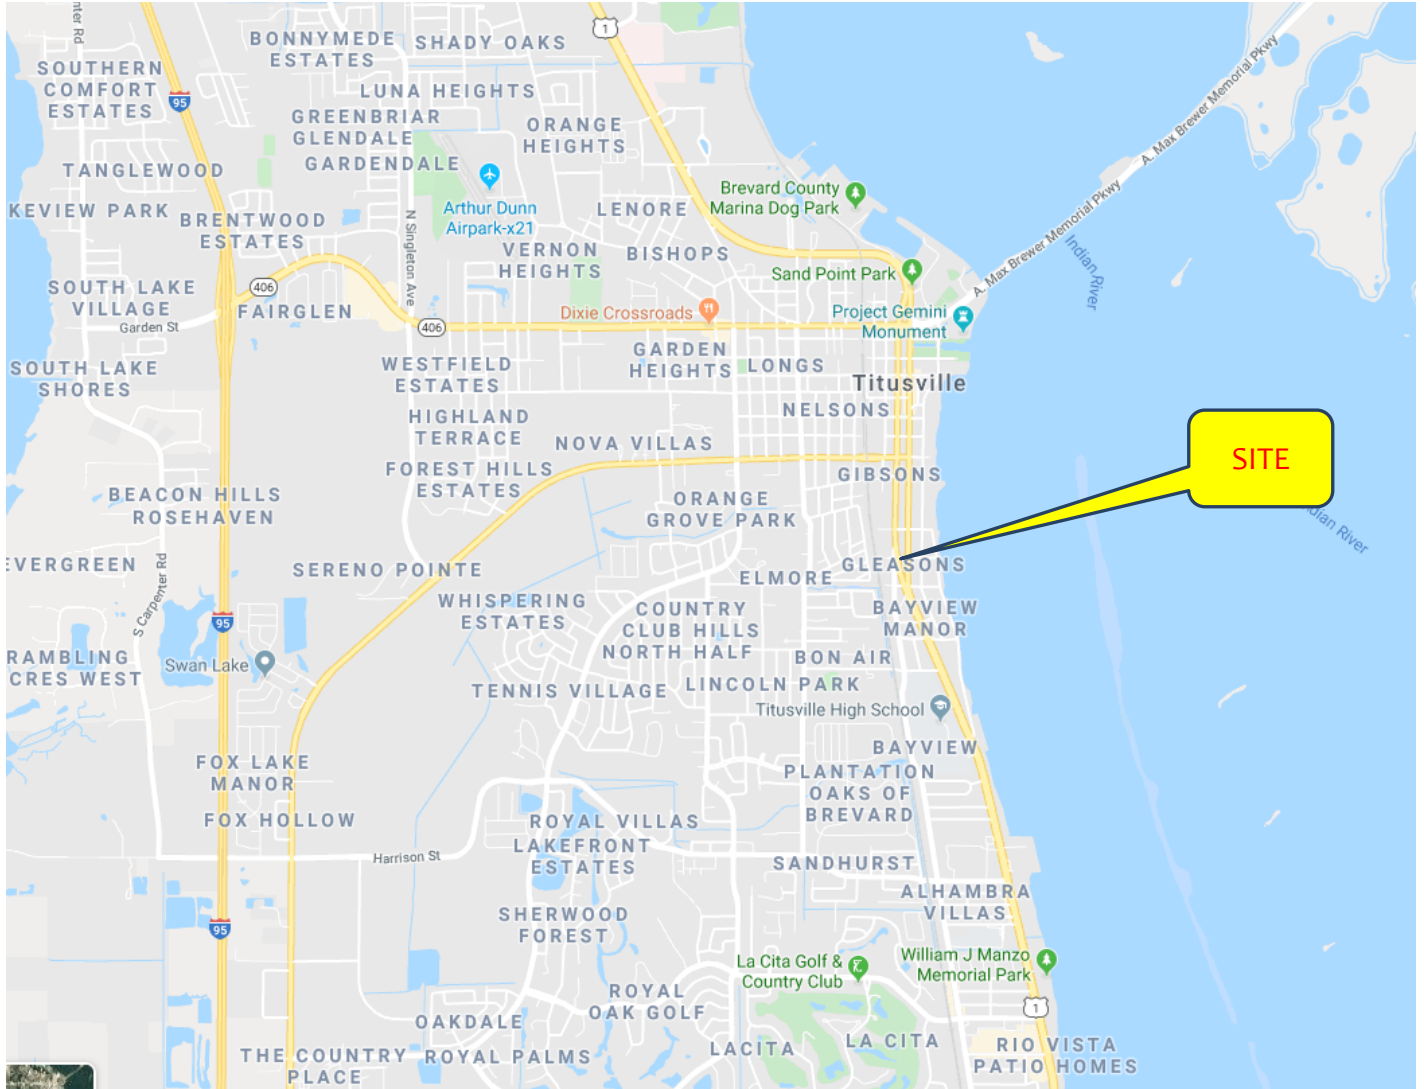 nter Rd
BONNYMEDE
ESTATES
SHADY OAKS
1
SOUTHERN
COMFORT
ESTATES
95
LUNA HEIGHTS
GREENBRIAR
GLENDALE
GARDENDALE
ORANGE
HEIGHTS
A. Max Brewer Memorial Pkwy
TANGLEWOOD
Arthur Dunn
Airpark-x21
Brevard County
Marina Dog Park
A. Max Brewer Memorial Pkwy
KEVIEW PARK
BRENTWOOD
ESTATES
N Singleton Ave
LENORE
VERNON
HEIGHTS
BISHOPS
Sand Point Park
Indian River
SOUTH LAKE
VILLAGE
406
FAIRGLEN
Garden St
406
Dixie Crossroads
Project Gemini
Monument
SOUTH LAKE
SHORES
WESTFIELD
ESTATES
GARDEN
HEIGHTS
LONGS
Titusville
HIGHLAND
TERRACE
NELSONS
NOVA VILLAS
FOREST HILLS
ESTATES
GIBSONS
SITE
BEACON HILLS
ROSEHAVEN
ORANGE
GROVE PARK
dian River
EVERGREEN
S Carpenter Rd
SERENO POINTE
ELMORE
GLEASONS
WHISPERING
ESTATES
COUNTRY
CLUB HILLS
NORTH HALF
BAYVIEW
MANOR
95
RAMBLING
CRES WEST
Swan Lake
BON AIR
TENNIS VILLAGE
LINCOLN PARK
Titusville High School
BAYVIEW
FOX LAKE
MANOR
PLANTATION
OAKS OF
BREVARD
FOX HOLLOW
ROYAL VILLAS
LAKEFRONT
ESTATES
Harrison St
SANDHURST
ALHAMBRA
VILLAS
95
SHERWOOD
FOREST
La Cita Golf &
Country Club
William J Manzo
Memorial Park
ROYAL
OAK GOLF
1
OAKDALE
LACITA
LA CITA
RIO VISTA
PATIO HOMES
THE COUNTRY
PLACE
ROYAL PALMS